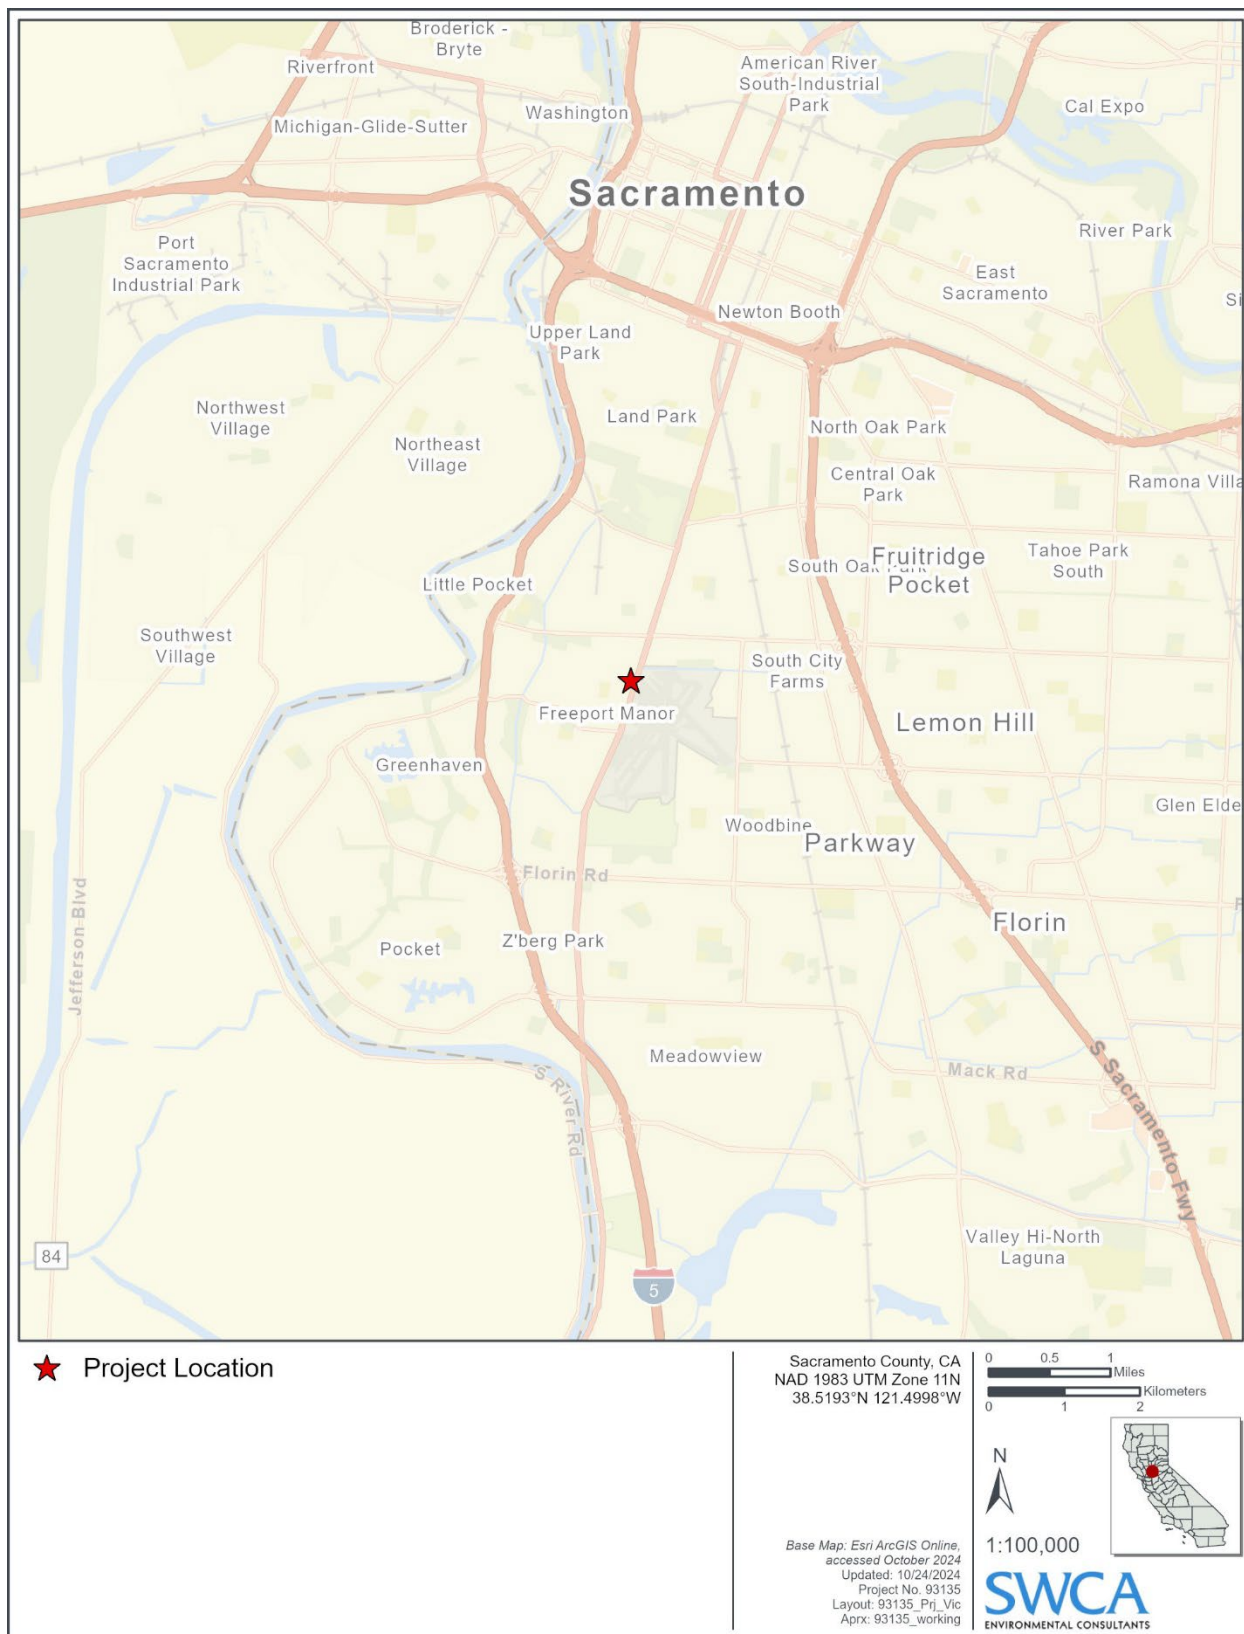 Broderick -
Bryte
Riverfront
American River
South-Industrial
Park
Cal Expo
Washington
Michigan-Glide-Sutter
Sacramento
River Park
Port
Sacramento
Industrial Park
East
Sacramento
Si
Newton Booth
Upper Land
Park
Northwest
Village
Land Park
North Oak Park
Northeast
Village
Central Oak
Park
Ramona Villa
Fruitridge
Pocket
Tahoe Park
South
South Oak Park
Little Pocket
Southwest
Village
South City
Farms
Freeport Manor
Lemon Hill
Greenhaven
Glen Elde
Woodbine
Parkway
Florin Rd
Jefferson Blvd
Florin
Pocket
Z'berg Park
Meadowview
Mack Rd
S Sacramento Fwy
S River Rd
Valley Hi-North
Laguna
84
5
Project Location
Sacramento County, CA
NAD 1983 UTM Zone 11N
38.5193°N 121.4998°W
0 0.5 1
Miles
Kilometers
0 1 2
N
1:100,000
Base Map: Esri ArcGIS Online,
accessed October 2024
Updated: 10/24/2024
Project No. 93135
Layout: 93135_Prj_Vic
Aprx: 93135_working
SWCA
ENVIRONMENTAL CONSULTANTS